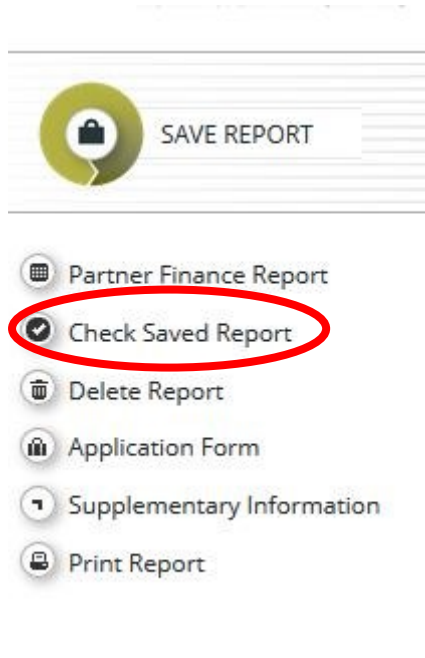 SAVE REPORT
Partner Finance Report
Check Saved Report
Delete Report
Application Form
Supplementary Information
Print Report